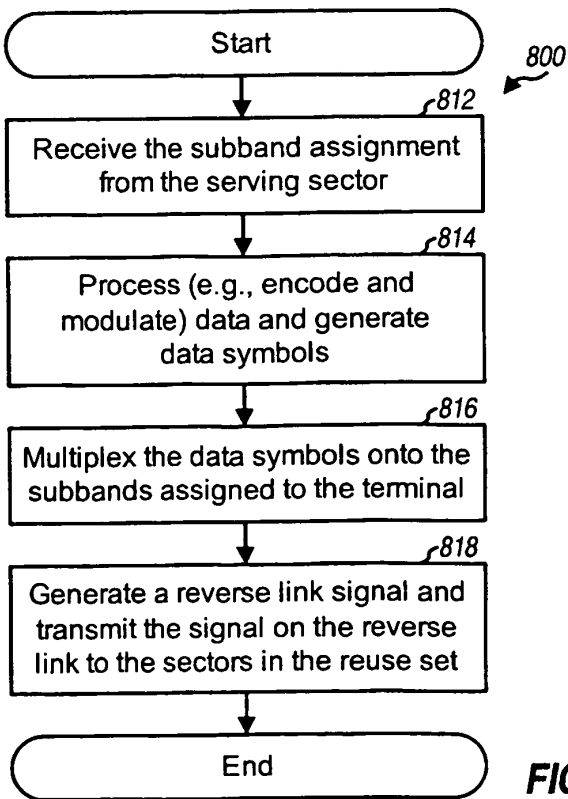 Start
800
812
Receive the subband assignment
from the serving sector
814
Process (e.g., encode and
modulate) data and generate
data symbols
816
Multiplex the data symbols onto the
subbands assigned to the terminal
818
Generate a reverse link signal and
transmit the signal on the reverse
link to the sectors in the reuse set
End
FIG